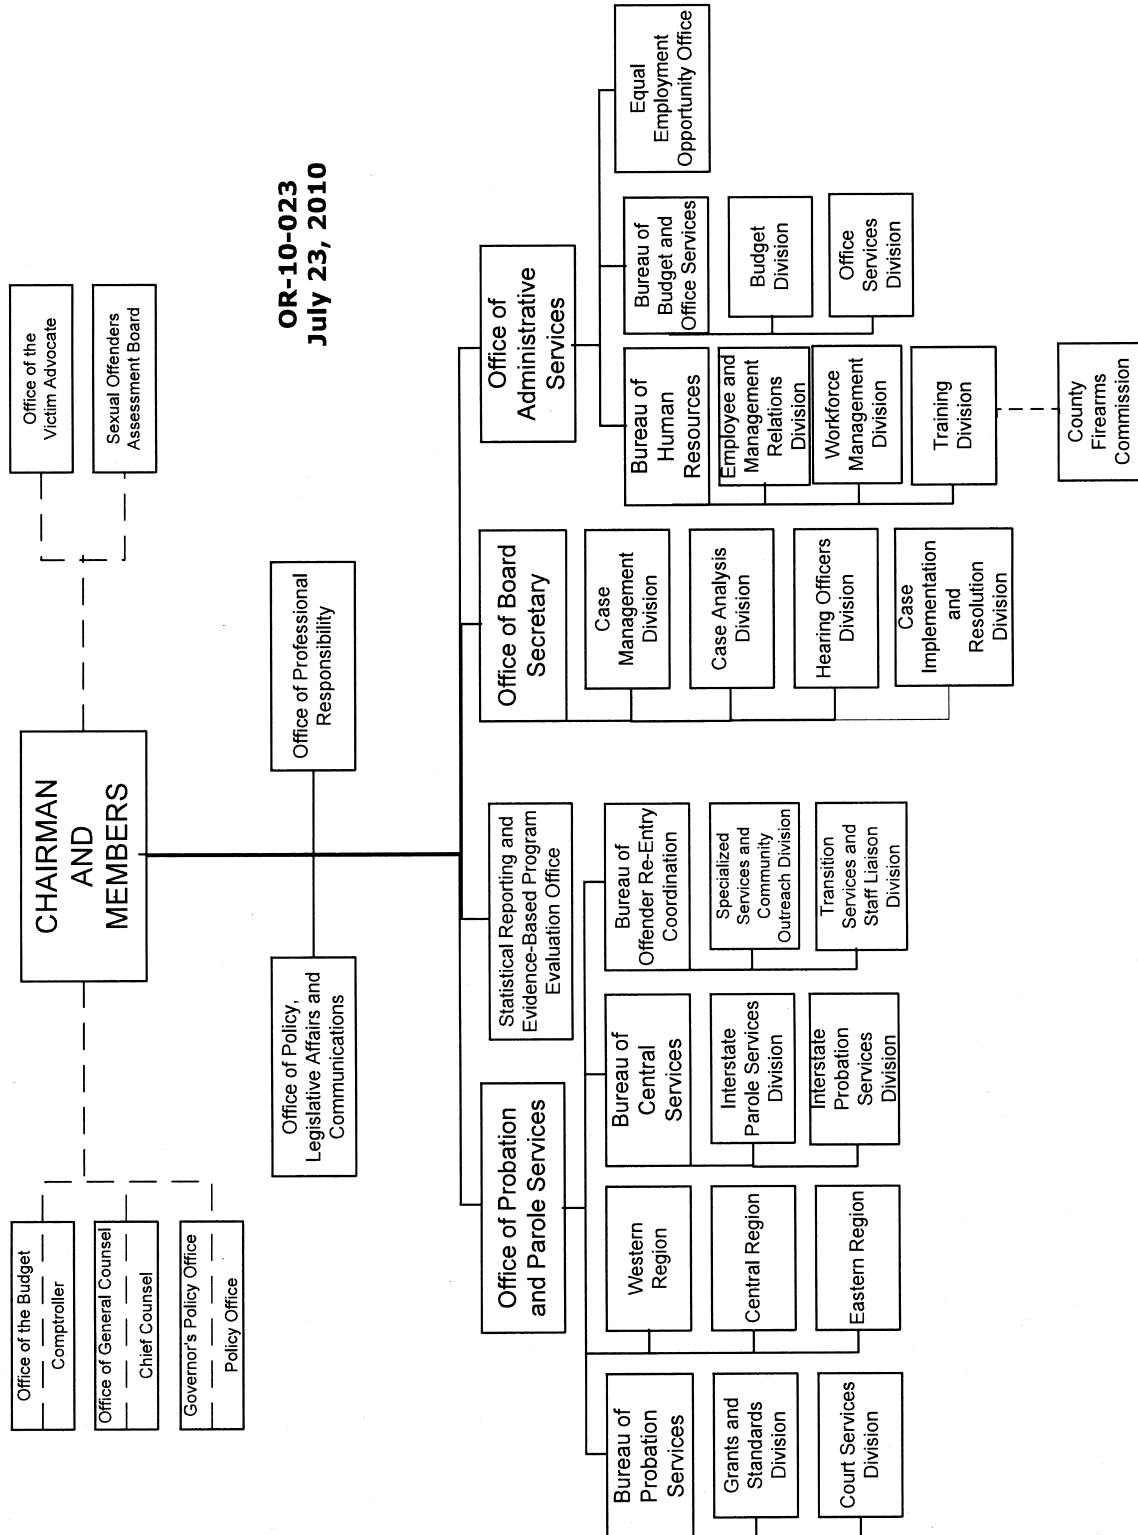 CHAIRMAN
AND
MEMBERS
Office of the Budget
Comptroller
Office of General Counsel
Chief Counsel
Governor's Policy Office
Policy Office
Office of the
Victim Advocate
Sexual Offenders
Assessment Board
OR-10-023
July 23, 2010
Office of Policy,
Legislative Affairs and
Communications
Office of Professional
Responsibility
Office of Probation
and Parole Services
Statistical Reporting and
Evidence-Based Program
Evaluation Office
Office of Board
Secretary
Office of
Administrative
Services
Bureau of
Probation
Services
Grants and
Standards
Division
Court Services
Division
Western
Region
Central Region
Eastern Region
Bureau of
Central
Services
Interstate
Parole Services
Division
Interstate
Probation
Services
Division
Bureau of
Offender Re-Entry
Coordination
Specialized
Services and
Community
Outreach Division
Transition
Services and
Staff Liaison
Division
Case
Management
Division
Case Analysis
Division
Hearing Officers
Division
Case
Implementation
and
Resolution
Division
Bureau of
Human
Resources
Employee and
Management
Relations
Division
Workforce
Management
Division
Training
Division
County
Firearms
Commission
Bureau of
Budget and
Office Services
Budget
Division
Office
Services
Division
Equal
Employment
Opportunity Office